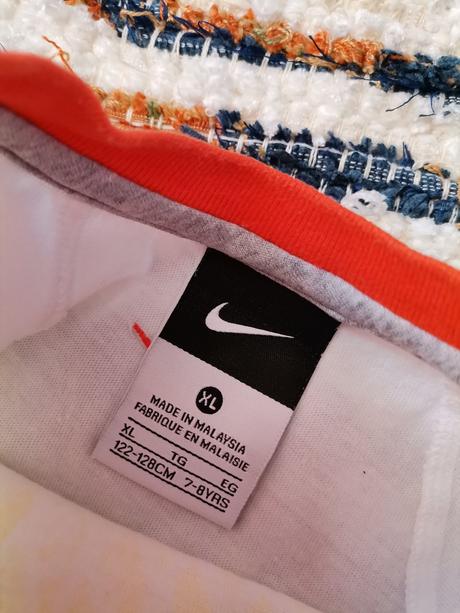 XL
MADE IN MALAYSIA
FABRIQUE EN MALAISIE
XL TG EG
122-128CM 7-8YRS